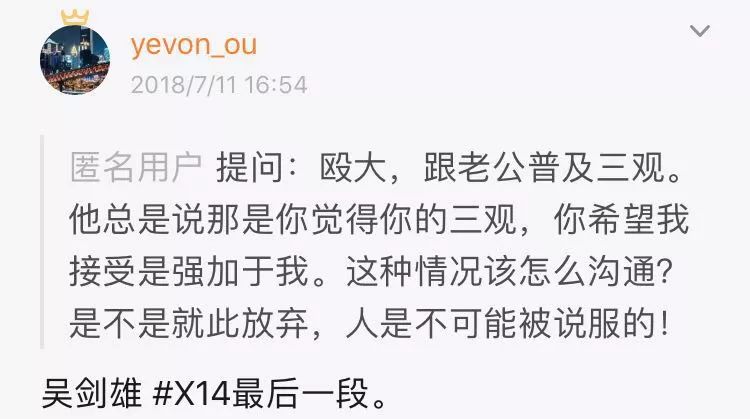 yevon_ou
2018/7/11 16:54
匿名用户 提问：殴大，跟老公普及三观。
他总是说那是你觉得你的三观，你希望我
接受是强加于我。这种情况该怎么沟通？
是不是就此放弃，人是不可能被说服的！
吴剑雄 #X14最后一段。